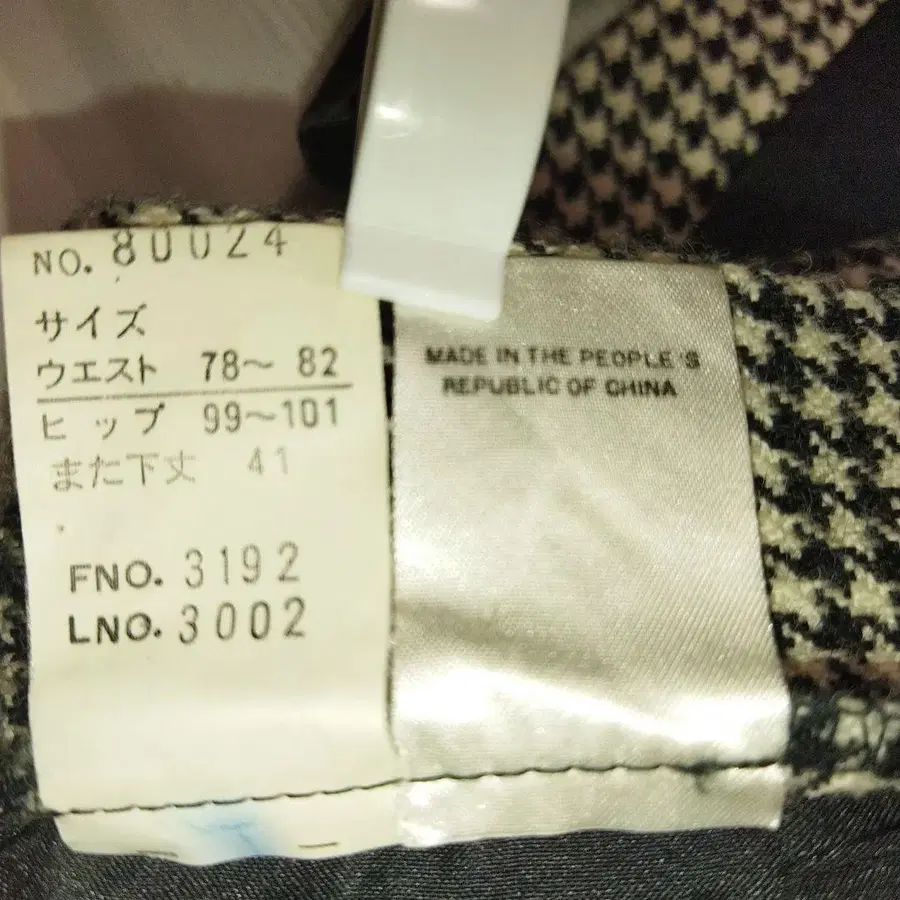 NO. 80024
サイズ
ウエスト 78〜 82
ヒップ 99〜101
また下丈 41
FNO. 3192
LNO. 3002
MADE IN THE PEOPLE'S
REPUBLIC OF CHINA